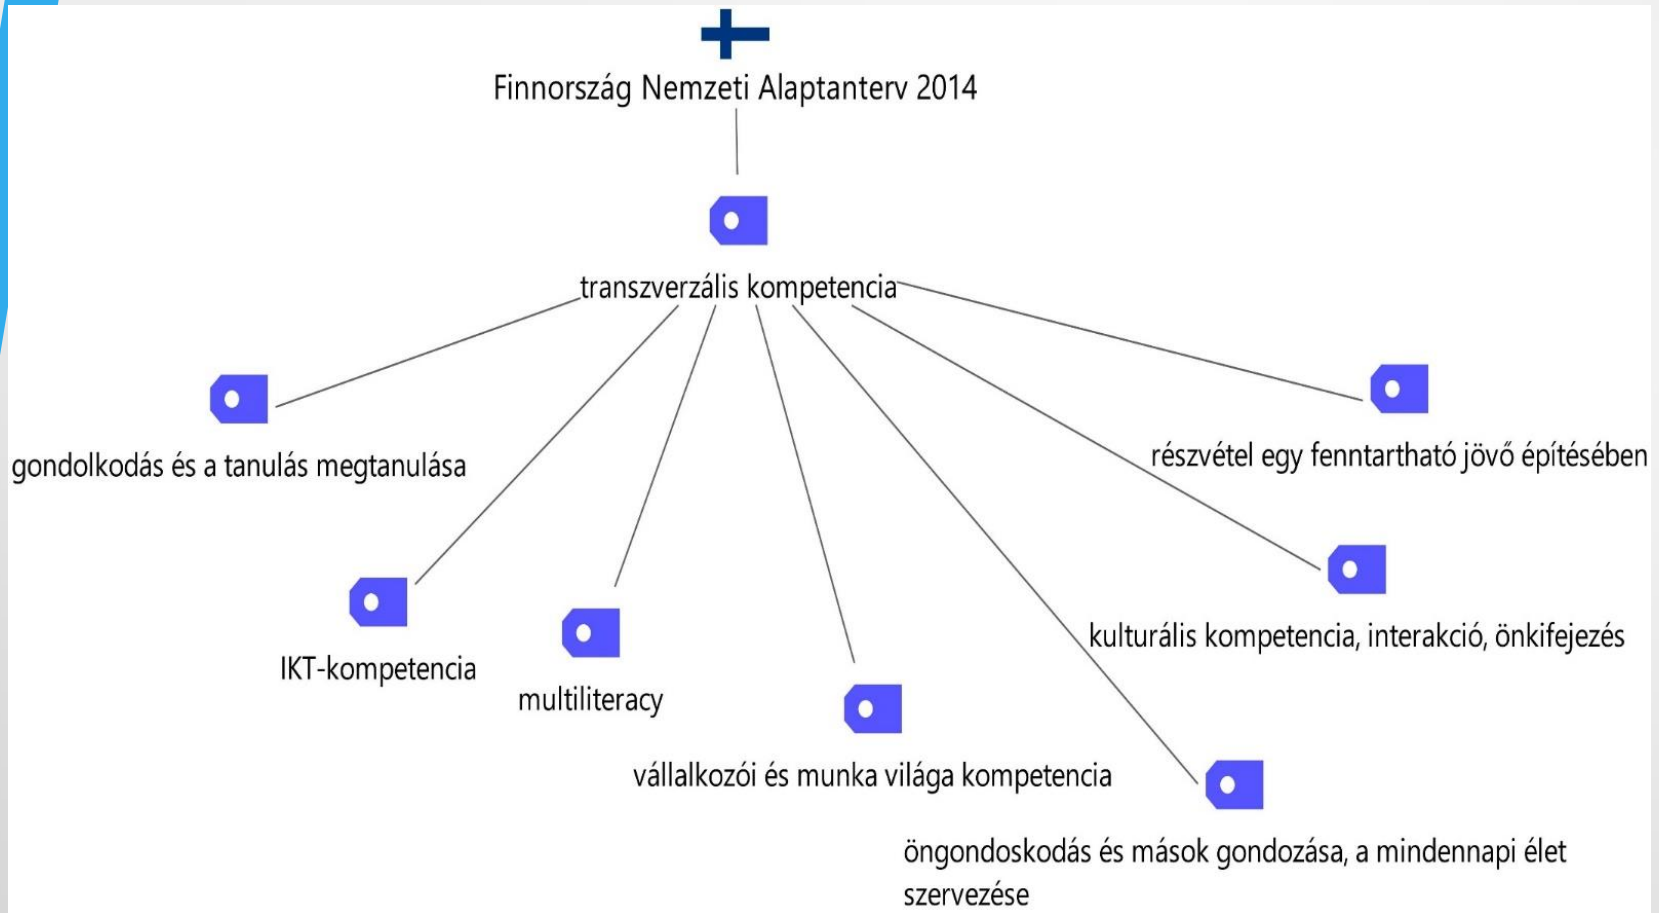 Finnország Nemzeti Alaptanterv 2014
transzverzális kompetencia
gondolkodás és a tanulás megtanulása
részvétel egy fenntartható jövő építésében
IKT-kompetencia
multiliteracy
kulturális kompetencia, interakció, önkifejezés
vállalkozói és munka világa kompetencia
öngondoskodás és mások gondozása, a mindennapi élet
szervezése